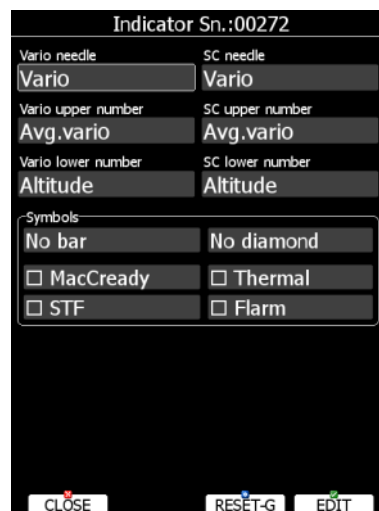 Indicator Sn.:00272
Vario needle SC needle
Vario Vario
Vario upper number SC upper number
Avg.vario Avg.vario
Vario lower number SC lower number
Altitude Altitude
Symbols
No bar No diamond
MacCready Thermal
STF Flarm
CLOSE RESET-G EDIT